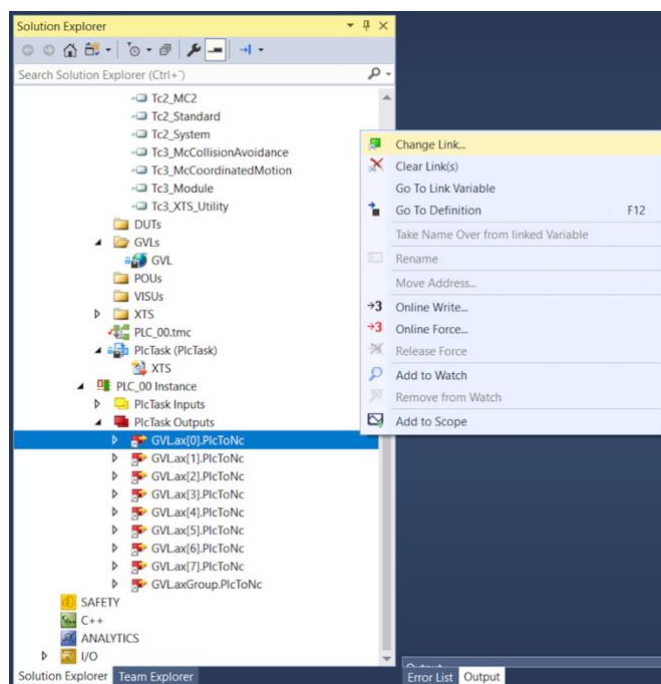 Solution Explorer
Search Solution Explorer (Ctrl+¨)
Tc2_MC2
Tc2_Standard
Tc2_System
Tc3_McCollisionAvoidance
Tc3_McCoordinatedMotion
Tc3_Module
Tc3_XTS_Utility
DUTs
GVLs
GVL
POUs
VISUs
XTS
PLC_00.tmc
PlcTask (PlcTask)
XTS
PLC_00 Instance
PlcTask Inputs
PlcTask Outputs
GVL.ax[0].PlcToNc
GVL.ax[1].PlcToNc
GVL.ax[2].PlcToNc
GVL.ax[3].PlcToNc
GVL.ax[4].PlcToNc
GVL.ax[5].PlcToNc
GVL.ax[6].PlcToNc
GVL.ax[7].PlcToNc
GVL.axGroup.PlcToNc
SAFETY
C++
ANALYTICS
I/O
Solution Explorer Team Explorer
Change Link...
Clear Link(s)
Go To Link Variable
Go To Definition F12
Take Name Over from linked Variable
Rename
Move Address...
Online Write...
Online Force...
Release Force
Add to Watch
Remove from Watch
Add to Scope
Output
Error List Output